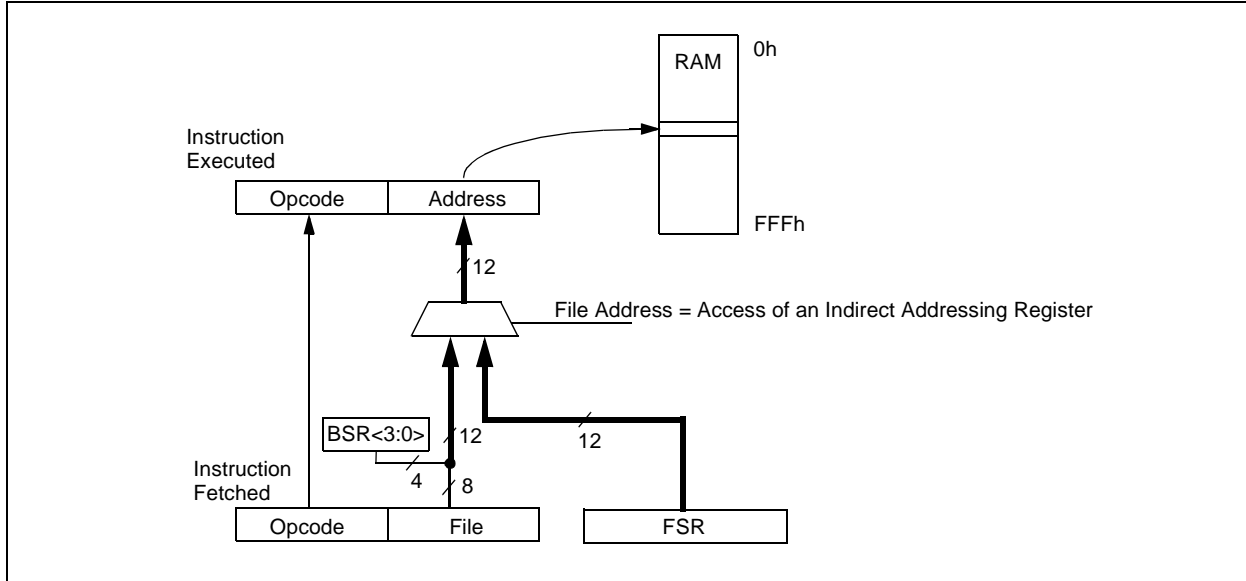 RAM
0h
Instruction
Executed
Opcode
Address
FFFh
12
File Address = Access of an Indirect Addressing Register
BSR<3:0>
12
12
4
8
Instruction
Fetched
Opcode
File
FSR